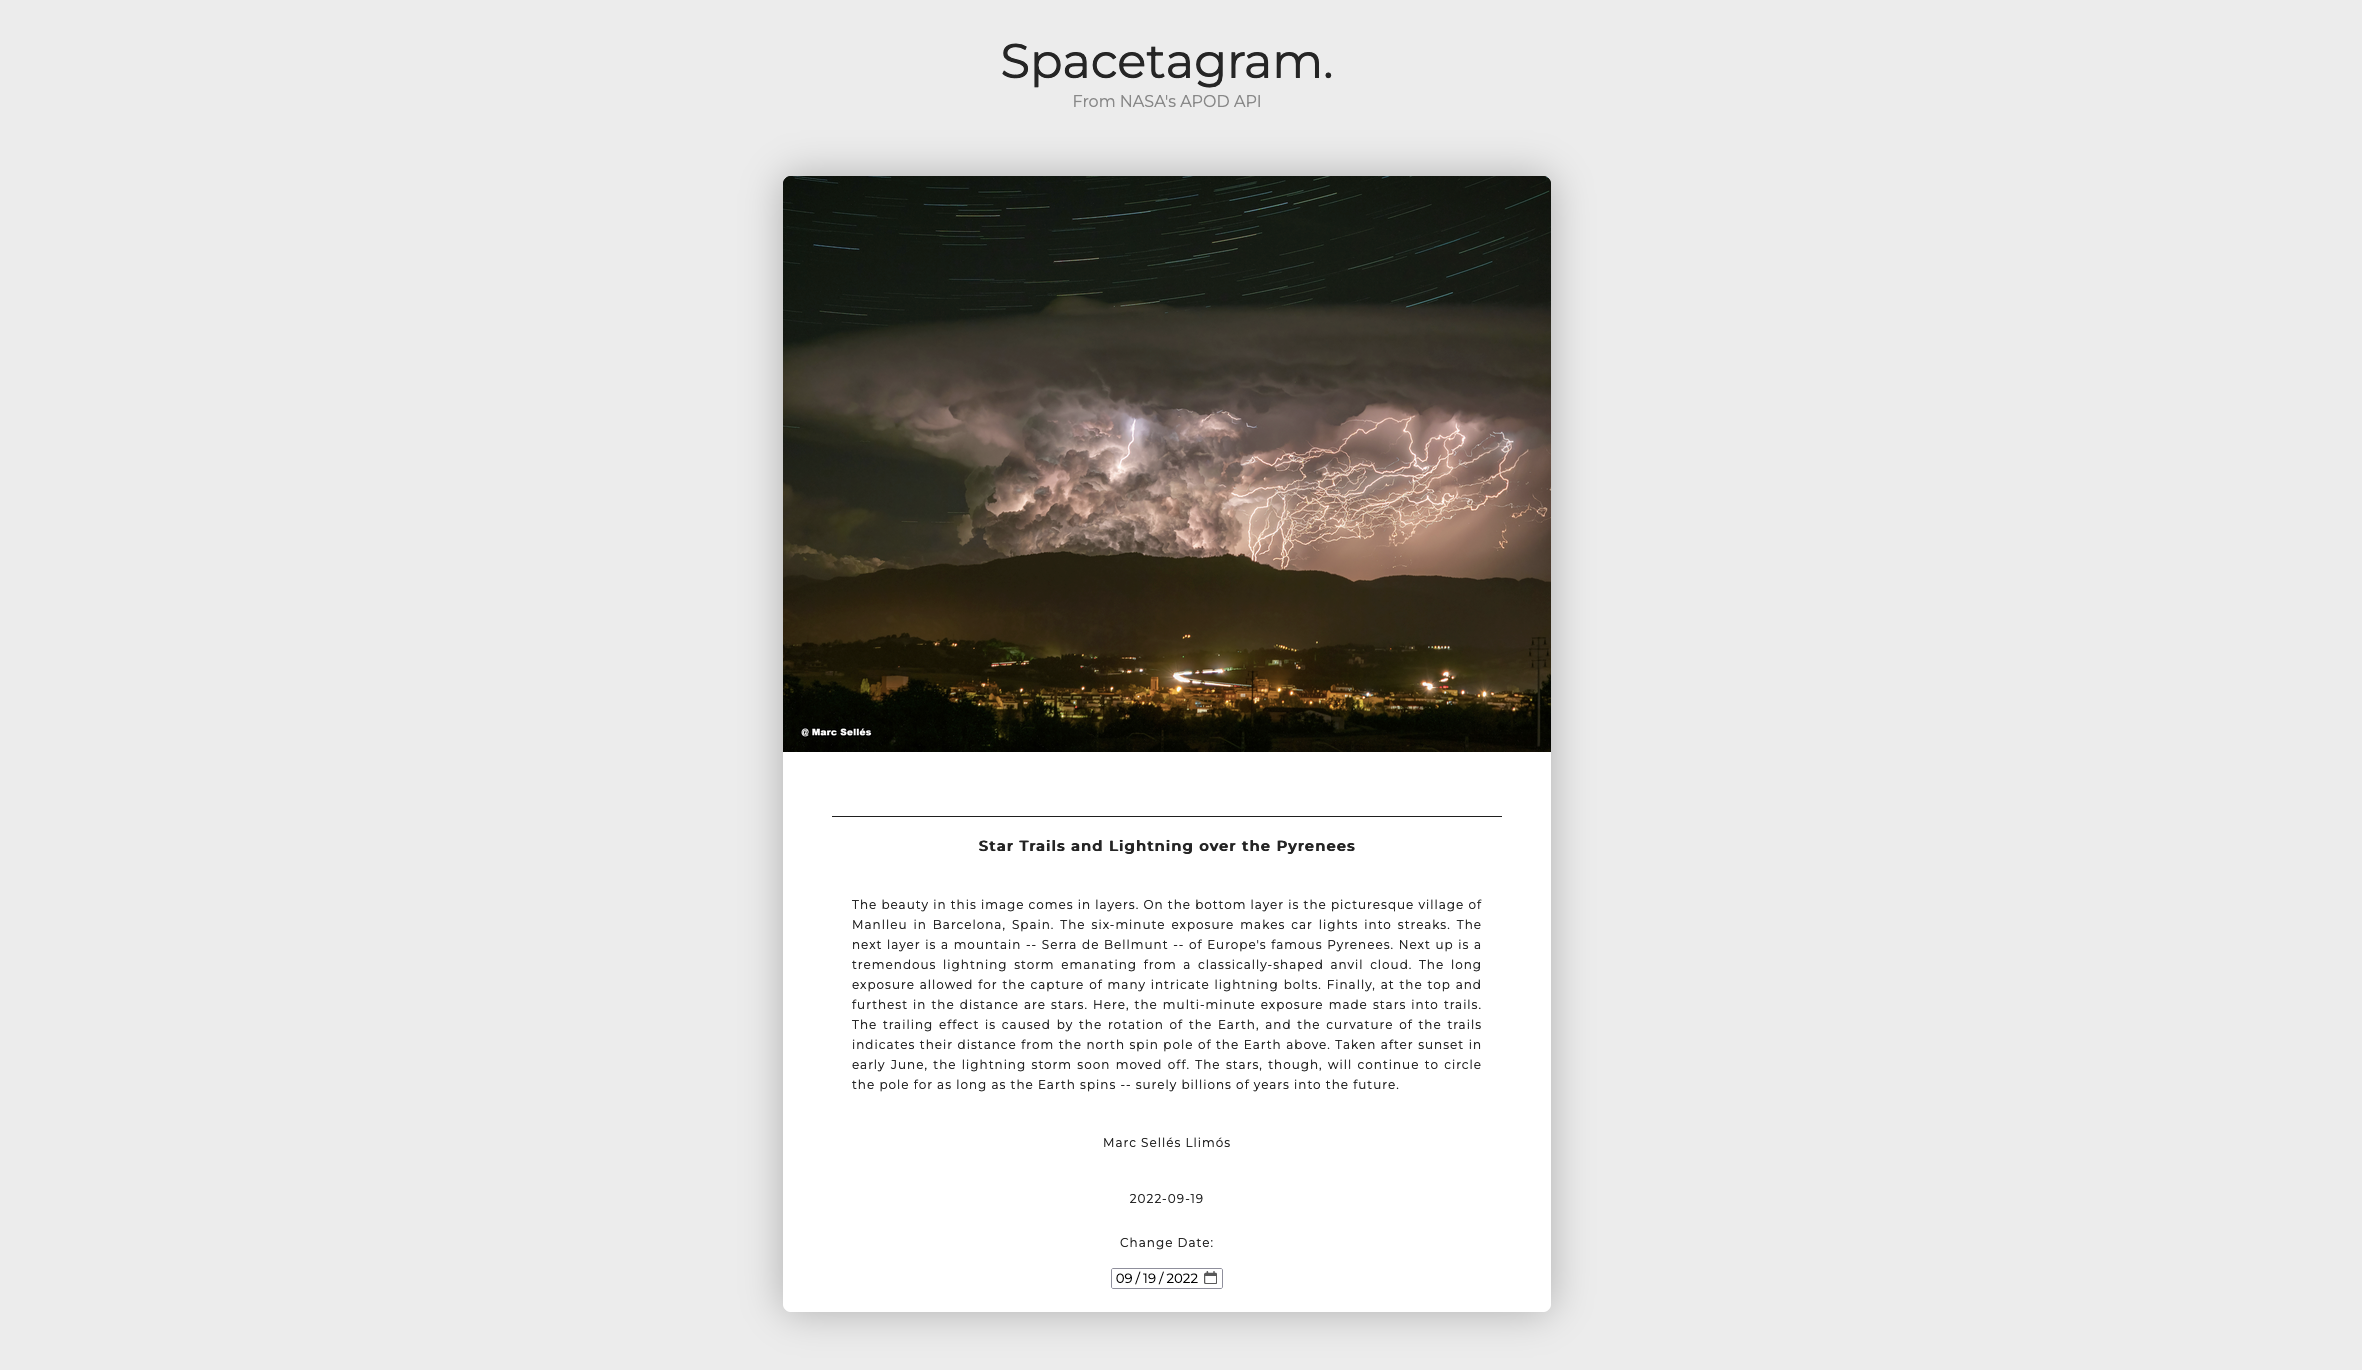 Spacetagram.
From NASA's APOD API
@ Marc Sellés
Star Trails and Lightning over the Pyrenees
The beauty in this image comes in layers. On the bottom layer is the picturesque village of
Manlleu in Barcelona, Spain. The six-minute exposure makes car lights into streaks. The
next layer is a mountain -- Serra de Bellmunt -- of Europe's famous Pyrenees. Next up is a
tremendous lightning storm emanating from a classically-shaped anvil cloud. The long
exposure allowed for the capture of many intricate lightning bolts. Finally, at the top and
furthest in the distance are stars. Here, the multi-minute exposure made stars into trails.
The trailing effect is caused by the rotation of the Earth, and the curvature of the trails
indicates their distance from the north spin pole of the Earth above. Taken after sunset in
early June, the lightning storm soon moved off. The stars, though, will continue to circle
the pole for as long as the Earth spins -- surely billions of years into the future.
Marc Sellés Llimós
2022-09-19
Change Date:
09/19/2022